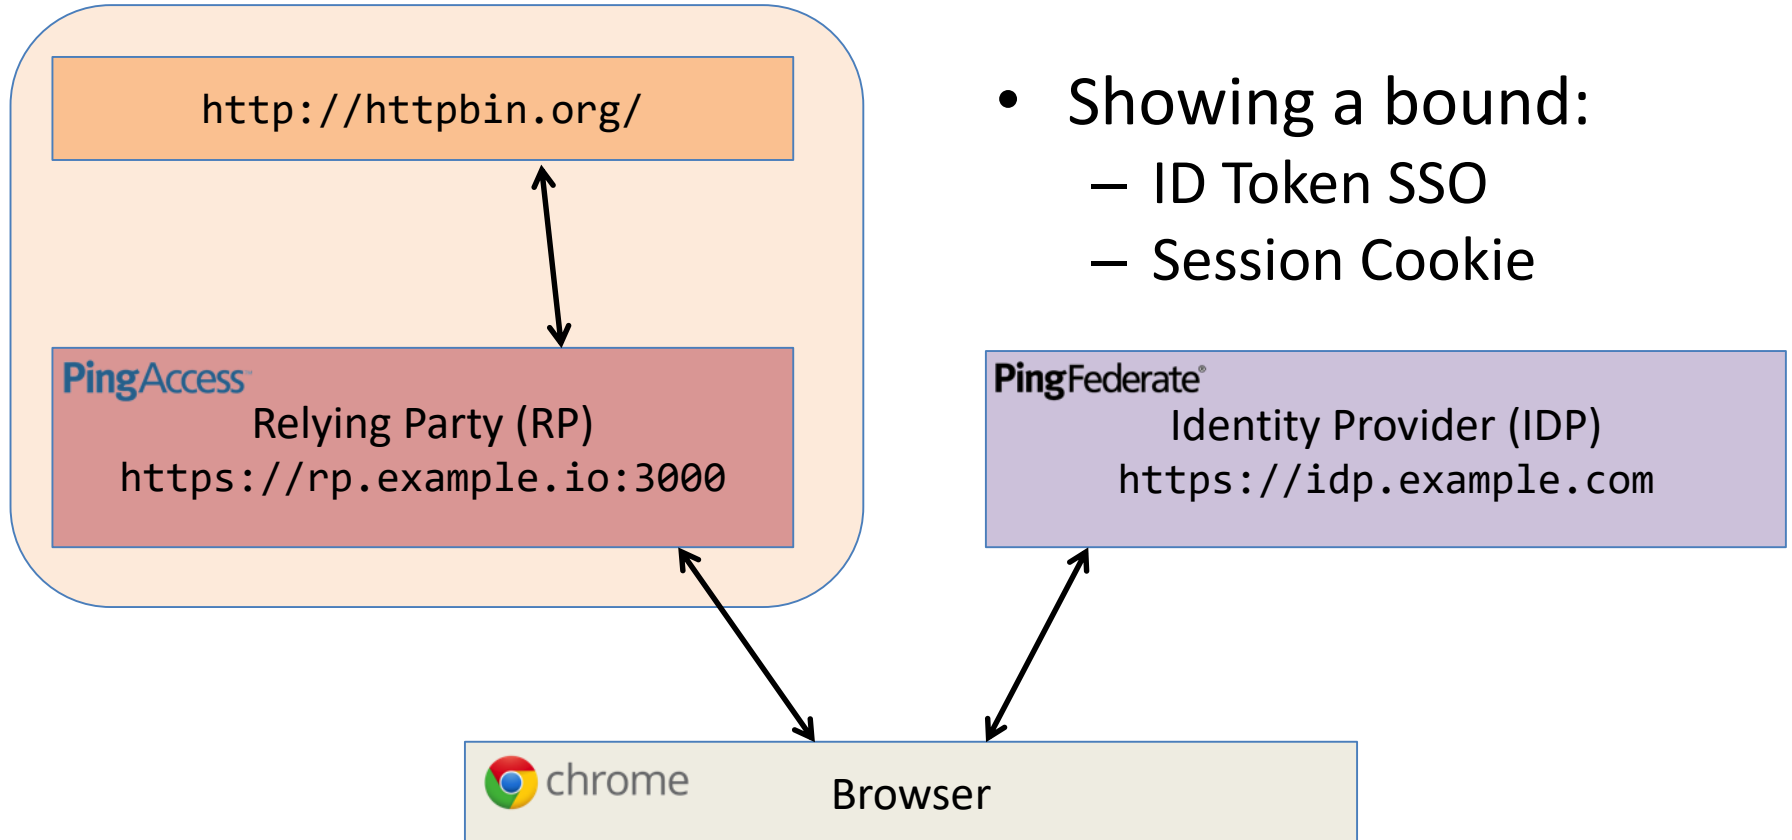 http://httpbin.org/
• Showing a bound:
– ID Token SSO
– Session Cookie
PingAccess™
Relying Party (RP)
https://rp.example.io:3000
PingFederate®
Identity Provider (IDP)
https://idp.example.com
chrome
Browser